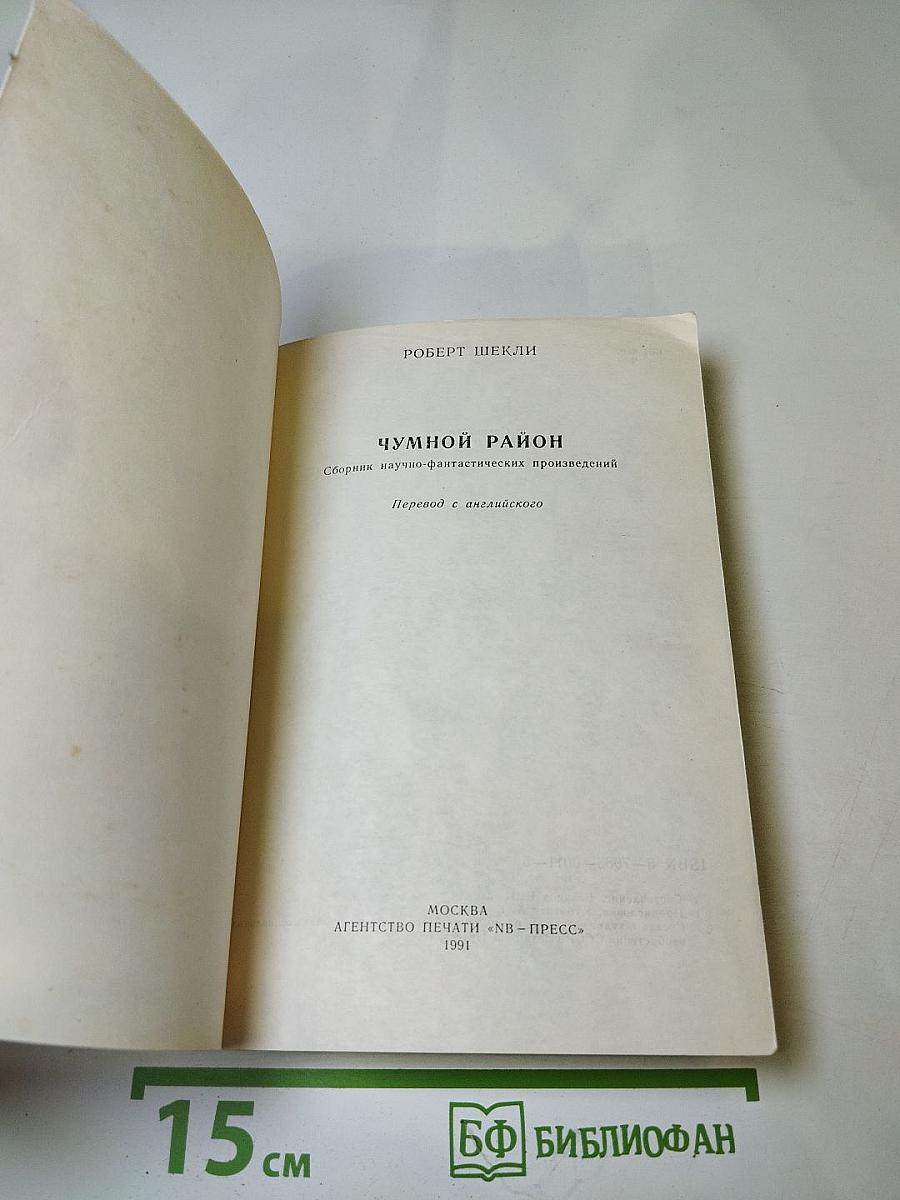 РОБЕРТ ШЕКЛИ
ЧУМНОЙ РАЙОН
Сборник научно-фантастических произведений
Перевод с английского
МОСКВА
АГЕНТСТВО ПЕЧАТИ «NB – ПРЕСС»
1991
15 см
БФ БИБЛИОФАН